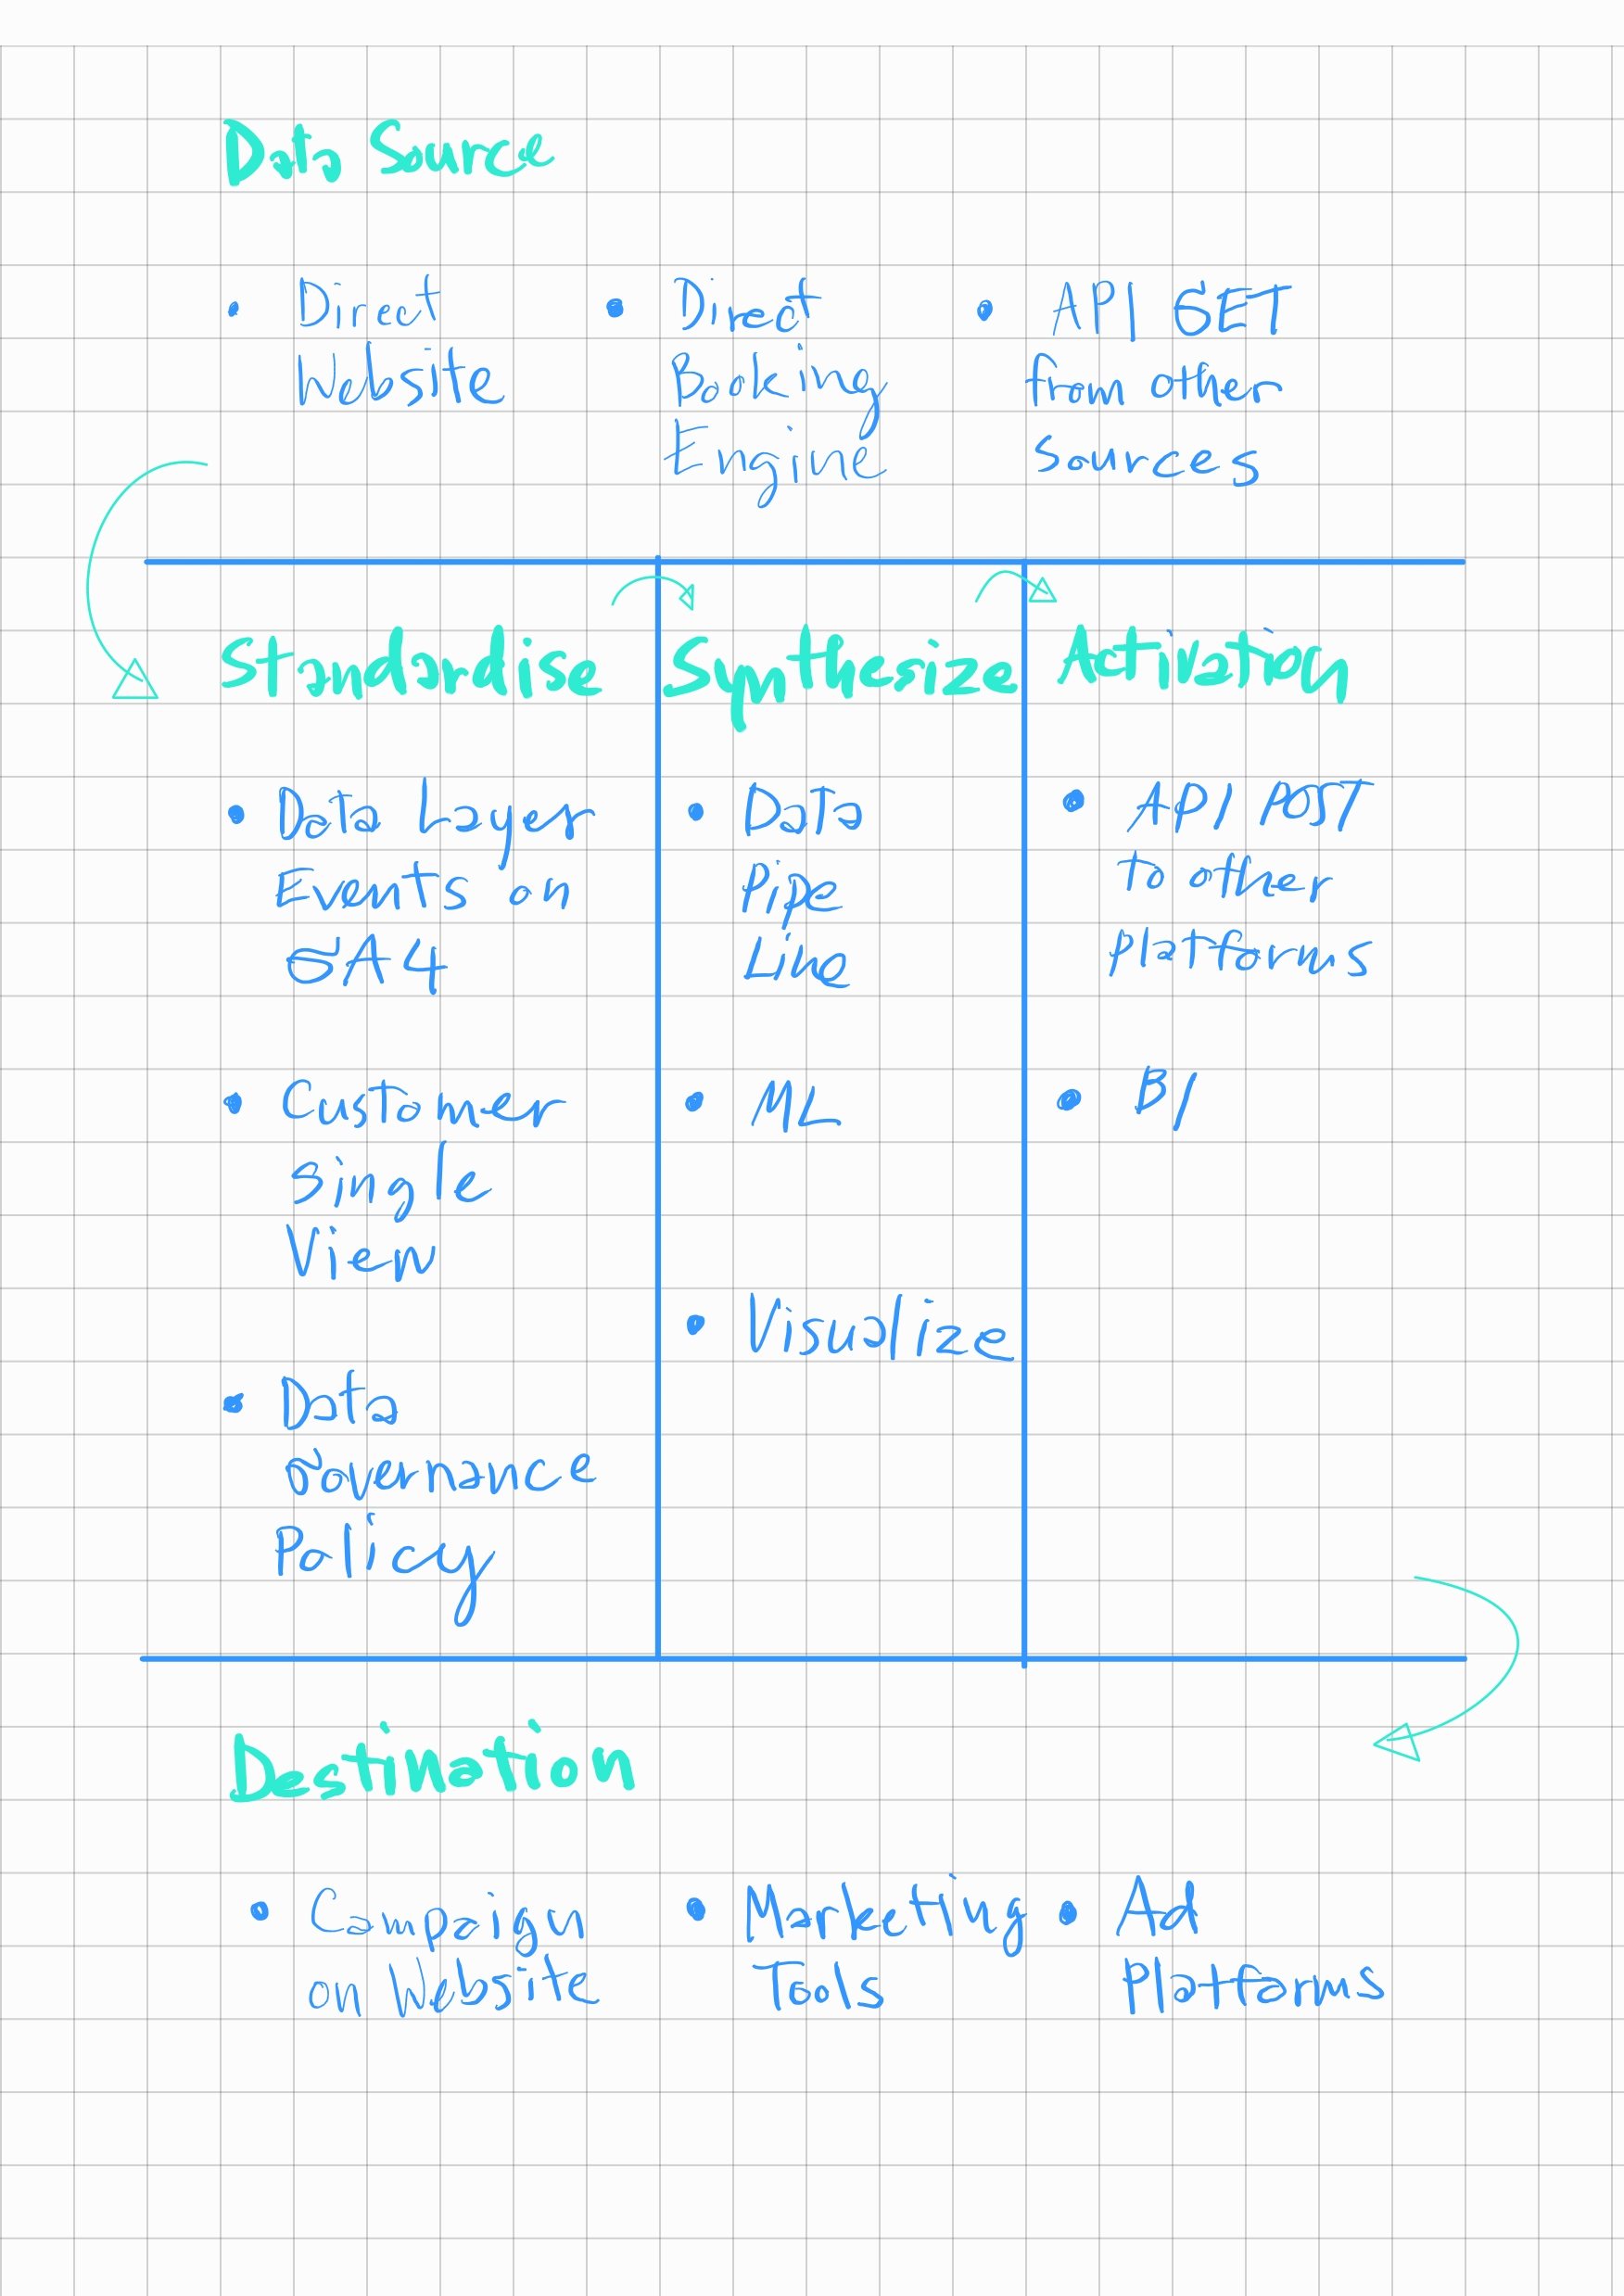 Data Source
• Direct
Website
• Direct
Booking
Engine
• API GET
from other
sources
Standardise
• Data Layer
Events on
GA4
• Customer
Single
View
• Data
Governance
Policy
Synthesize
• Data
Pipe
Line
• ML
• Visualize
Activation
• API POST
to other
platforms
• BI
Destination
• Campaign
on Website
• Marketing
Tools
• Ad
Platforms